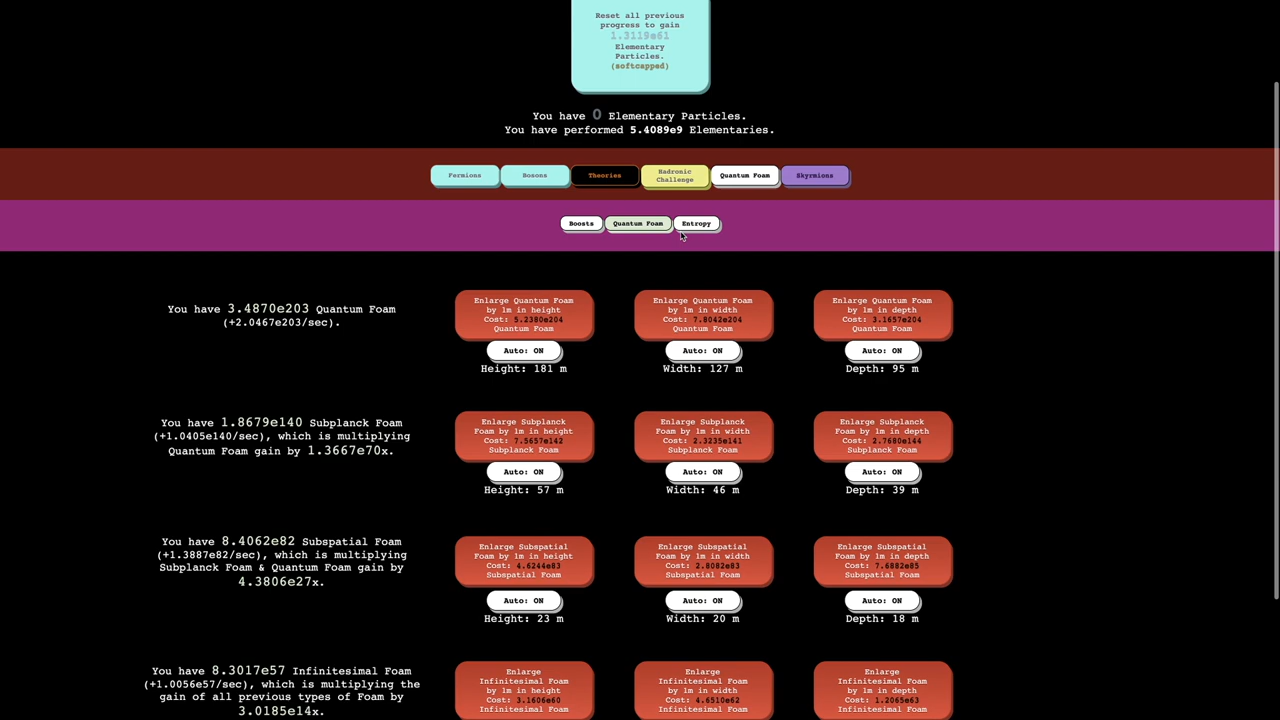 Reset all previous
progress to gain
1.3119e61
Elementary
Particles.
(softcapped)
You have 0 Elementary Particles.
You have performed 5.4089e9 Elementaries.
Fermions
Bosons
Theories
Hadronic
Challenge
Quantum Foam
Skyrmions
Boosts
Quantum Foam
Entropy
You have 3.4870e203 Quantum Foam
(+2.0467e203/sec).
Enlarge Quantum Foam
by 1m in height
Cost: 5.2380e204
Quantum Foam
Auto: ON
Height: 181 m
Enlarge Quantum Foam
by 1m in width
Cost: 7.8042e204
Quantum Foam
Auto: ON
Width: 127 m
Enlarge Quantum Foam
by 1m in depth
Cost: 3.1657e204
Quantum Foam
Auto: ON
Depth: 95 m
You have 1.8679e140 Subplanck Foam
(+1.0405e140/sec), which is multiplying
Quantum Foam gain by 1.3667e70x.
Enlarge Subplanck
Foam by 1m in height
Cost: 7.5657e142
Subplanck Foam
Auto: ON
Height: 57 m
Enlarge Subplanck
Foam by 1m in width
Cost: 2.3235e141
Subplanck Foam
Auto: ON
Width: 46 m
Enlarge Subplanck
Foam by 1m in depth
Cost: 2.7680e144
Subplanck Foam
Auto: ON
Depth: 39 m
You have 8.4062e82 Subspatial Foam
(+1.3887e82/sec), which is multiplying
Subplanck Foam & Quantum Foam gain by
4.3806e27x.
Enlarge Subspatial
Foam by 1m in height
Cost: 4.6244e83
Subspatial Foam
Auto: ON
Height: 23 m
Enlarge Subspatial
Foam by 1m in width
Cost: 2.8082e83
Subspatial Foam
Auto: ON
Width: 20 m
Enlarge Subspatial
Foam by 1m in depth
Cost: 7.6882e85
Subspatial Foam
Auto: ON
Depth: 18 m
You have 8.3017e57 Infinitesimal Foam
(+1.0056e57/sec), which is multiplying the
gain of all previous types of Foam by
3.0185e14x.
Enlarge
Infinitesimal Foam
by 1m in height
Cost: 3.1606e60
Infinitesimal Foam
Enlarge
Infinitesimal Foam
by 1m in width
Cost: 4.6510e62
Infinitesimal Foam
Enlarge
Infinitesimal Foam
by 1m in depth
Cost: 1.2065e63
Infinitesimal Foam